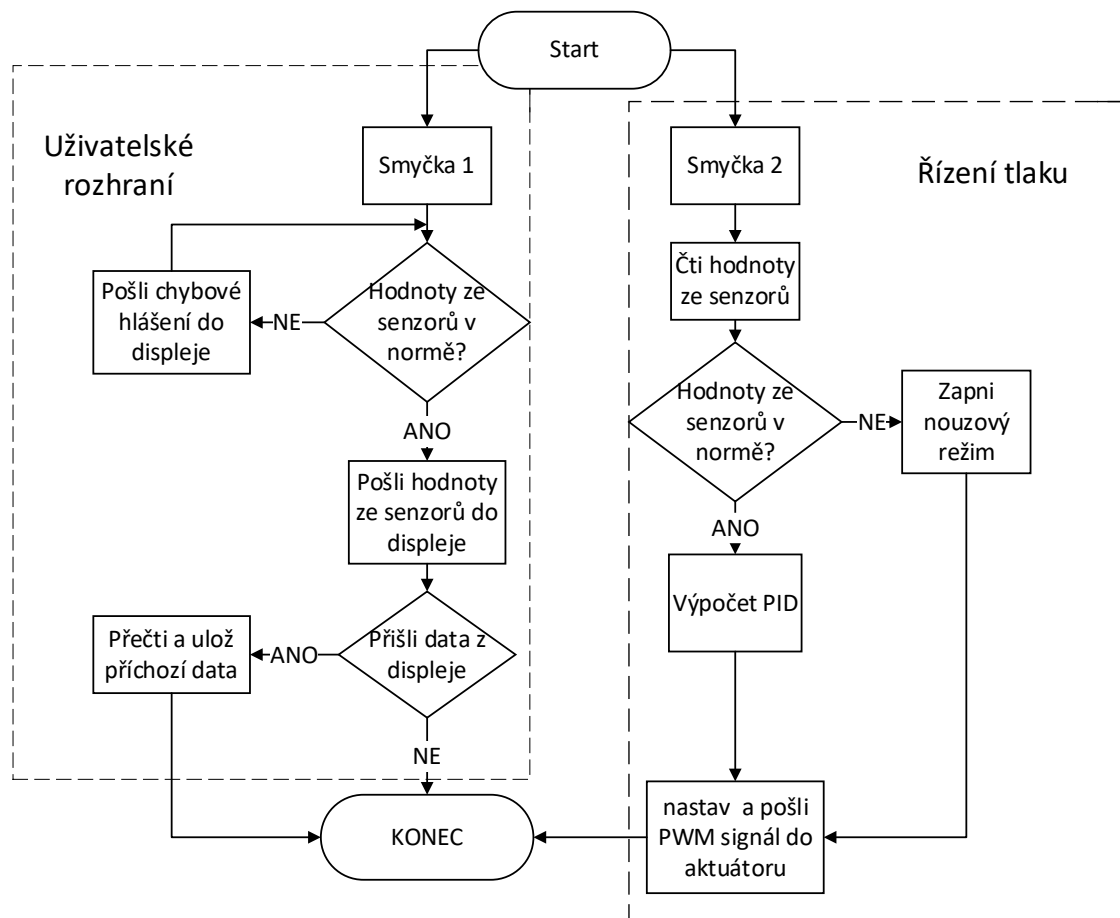 Start
Uživatelské
rozhraní
Smyčka 1
Pošli chybové
hlášení do
displeje
NE
Hodnoty ze
senzorů v
normě?
ANO
Pošli hodnoty
ze senzorů do
displeje
Přečti a ulož
příchozí data
ANO
Přišli data z
displeje
NE
KONEC
Řízení tlaku
Smyčka 2
Čti hodnoty
ze senzorů
Hodnoty ze
senzorů v
normě?
NE
Zapni
nouzový
režim
ANO
Výpočet PID
nastav a pošli
PWM signál do
aktuátoru